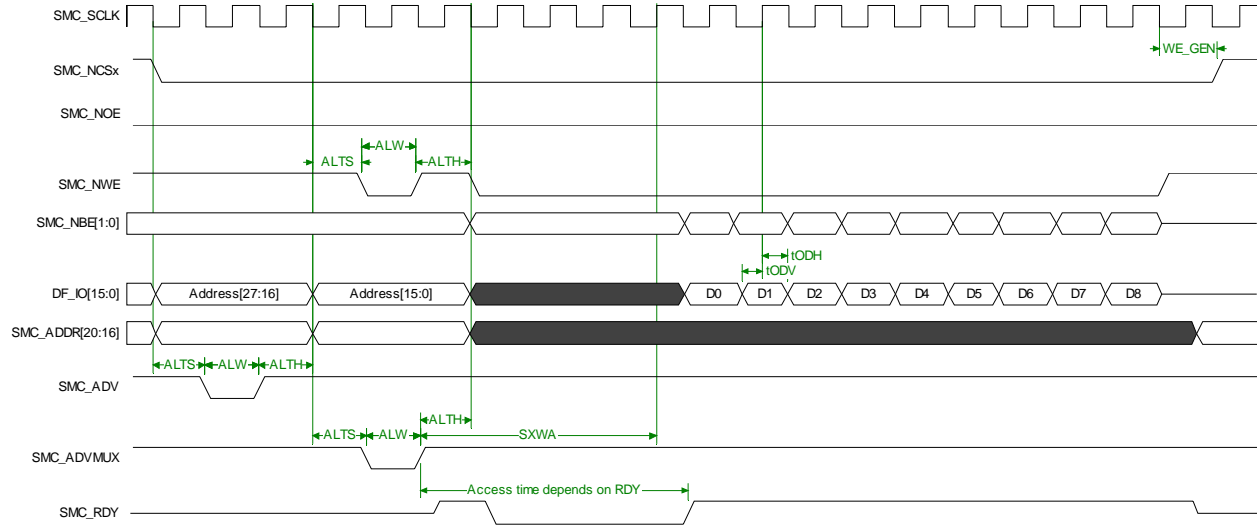 SMC_SCLK
WE_GEN
SMC_NCSx
SMC_NOE
ALW
ALTS
ALTH
SMC_NWE
SMC_NBE[1:0]
tODH
tODV
DF_IO[15:0] Address[27:16] Address[15:0] D0 D1 D2 D3 D4 D5 D6 D7 D8
SMC_ADDR[20:16]
ALTS ALW ALTH
SMC_ADV
ALTH
ALTS ALW SXWA
SMC_ADVMUX
Access time depends on RDY
SMC_RDY